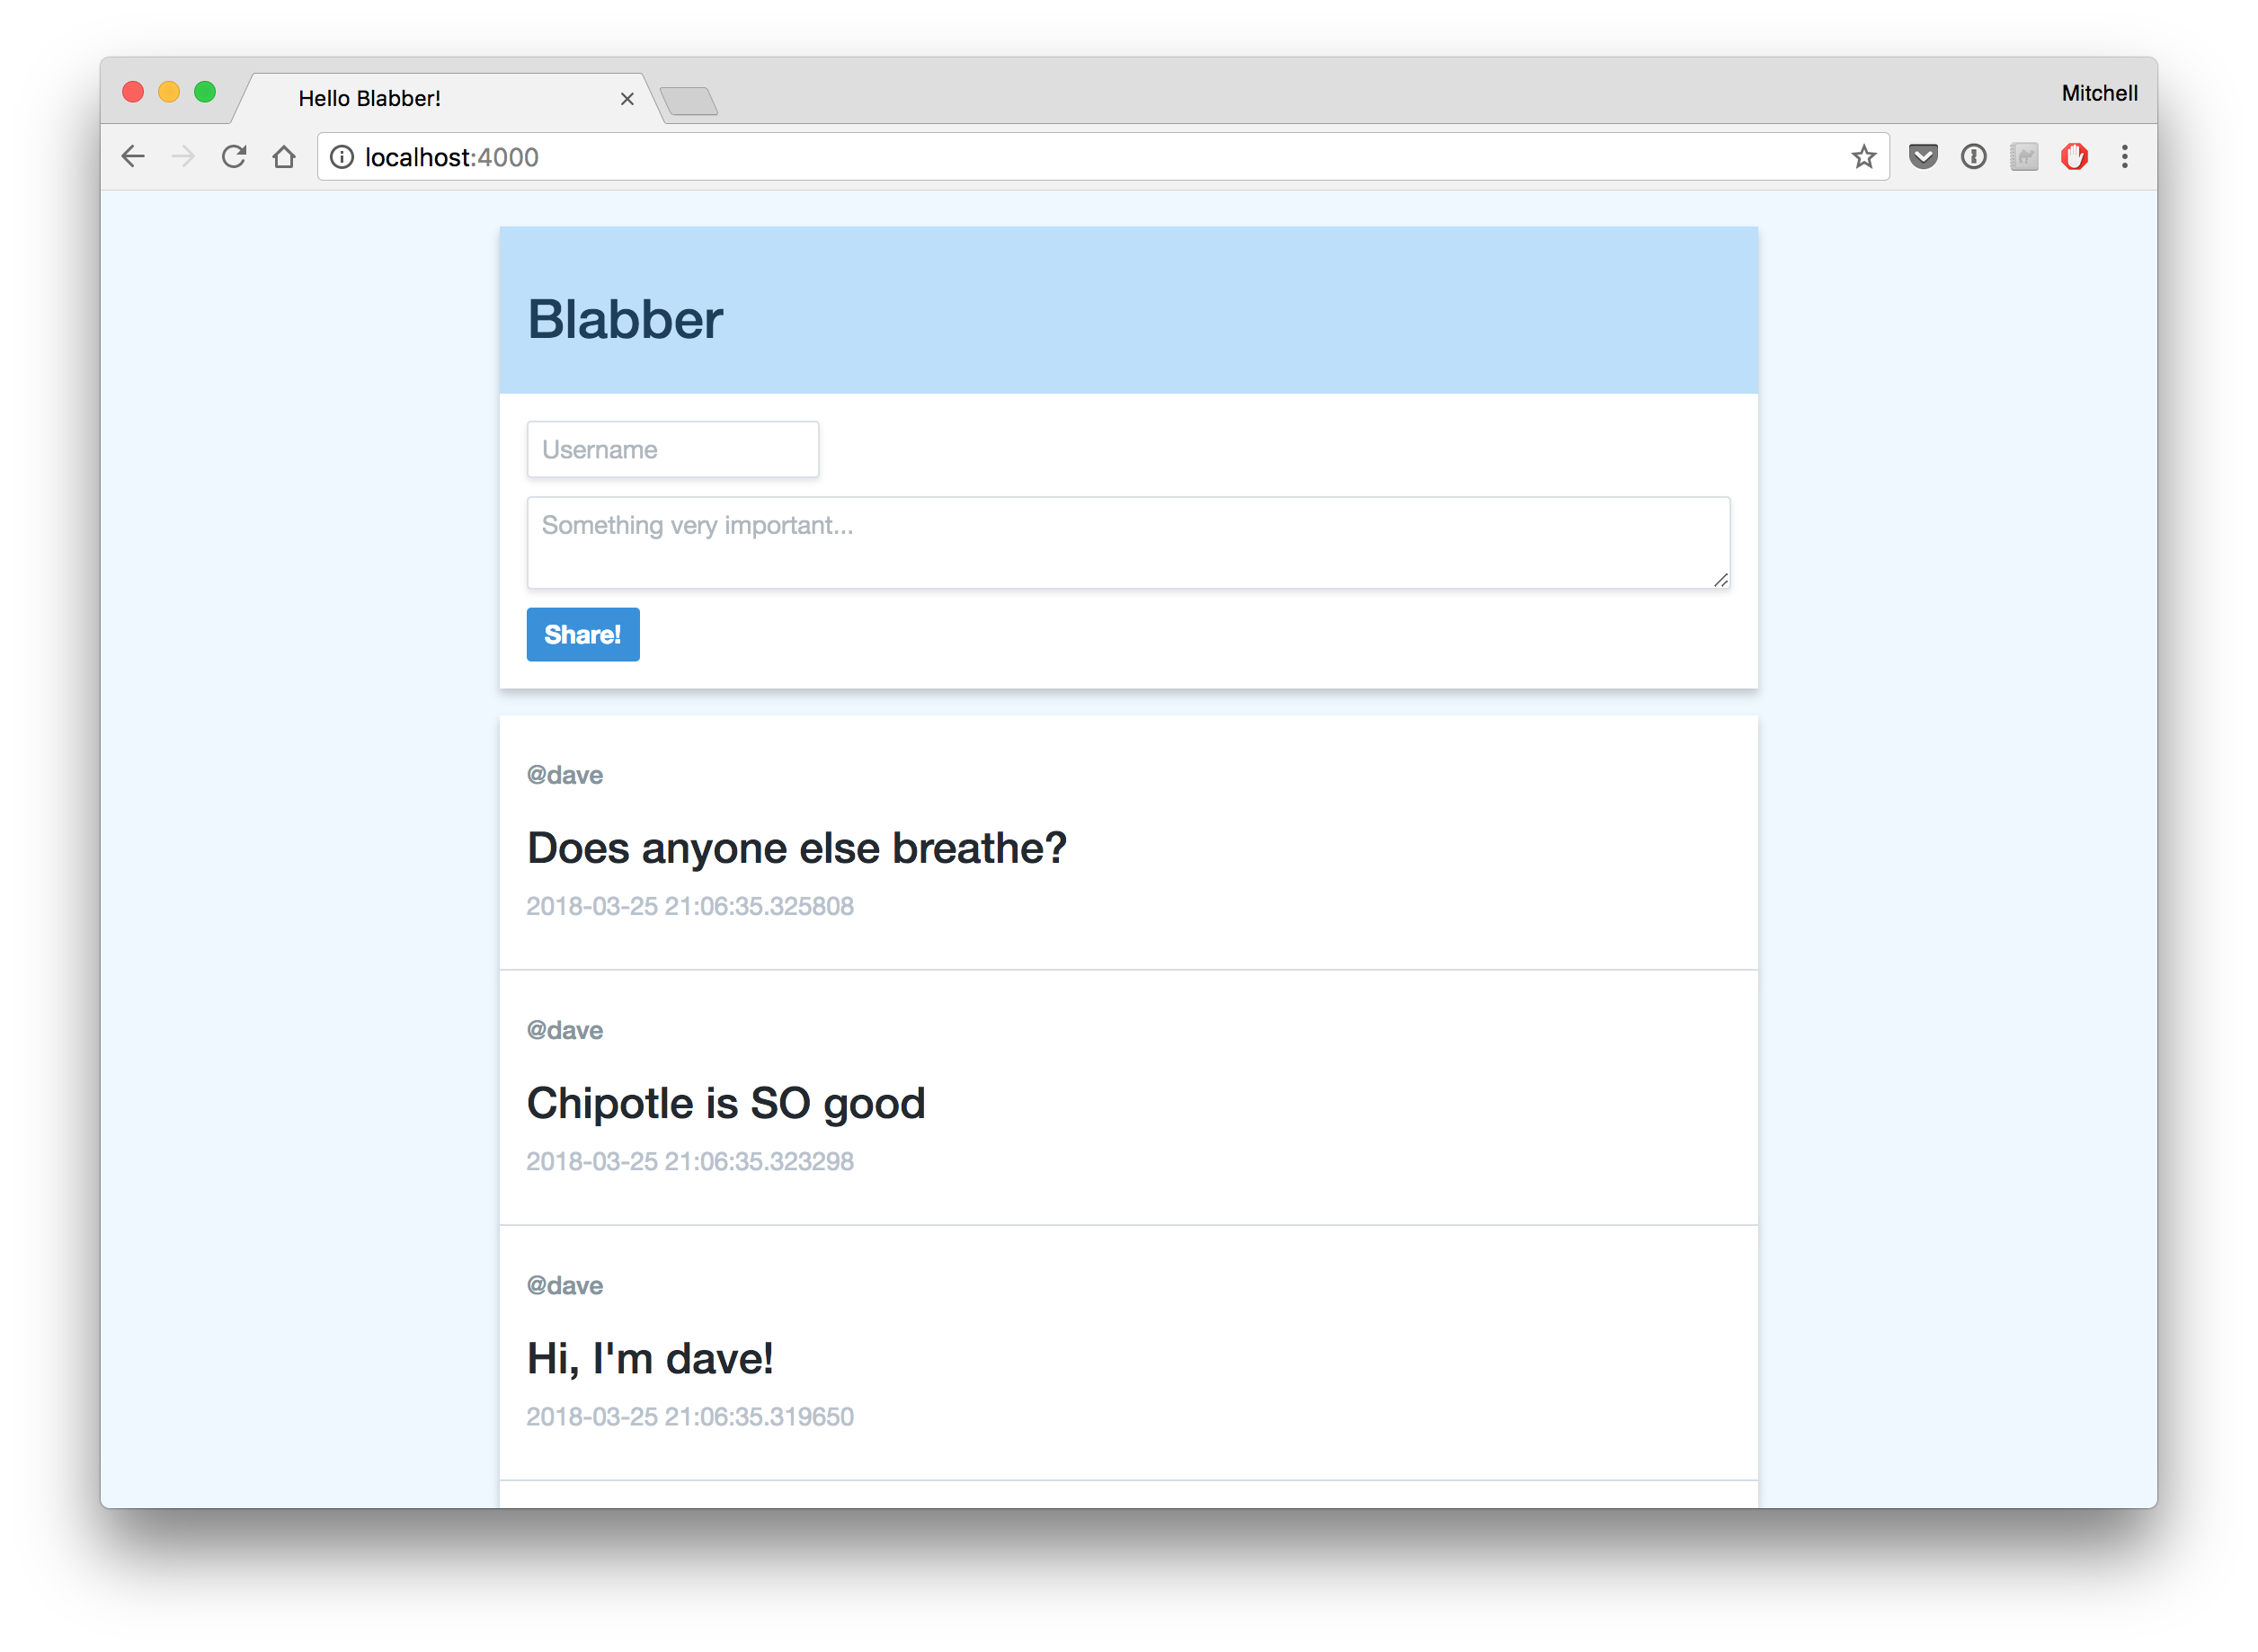 Hello Blabber!
Mitchell
localhost:4000
Blabber
Username
Something very important...
Share!
@dave
Does anyone else breathe?
2018-03-25 21:06:35.325808
@dave
Chipotle is SO good
2018-03-25 21:06:35.323298
@dave
Hi, I'm dave!
2018-03-25 21:06:35.319650